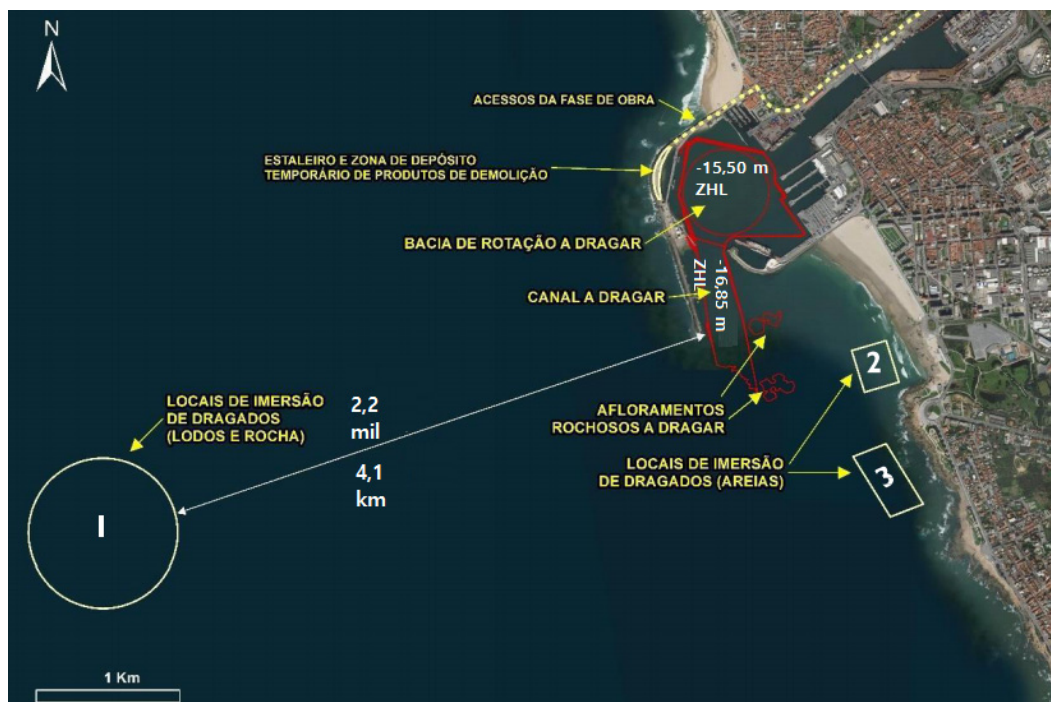 N
ACESSOS DA FASE DE OBRA
ESTALEIRO E ZONA DE DEPÓSITO
TEMPORÁRIO DE PRODUTOS DE DEMOLIÇÃO
-15,50 m
ZHL
BACIA DE ROTAÇÃO A DRAGAR
-16,85 m
ZHL
CANAL A DRAGAR
2
LOCAIS DE IMERSÃO
DE DRAGADOS
(LODOS E ROCHA)
2,2
mil
4,1
km
AFLORAMENTOS
ROCHOSOS A DRAGAR
LOCAIS DE IMERSÃO
DE DRAGADOS (AREIAS)
3
I
1 Km